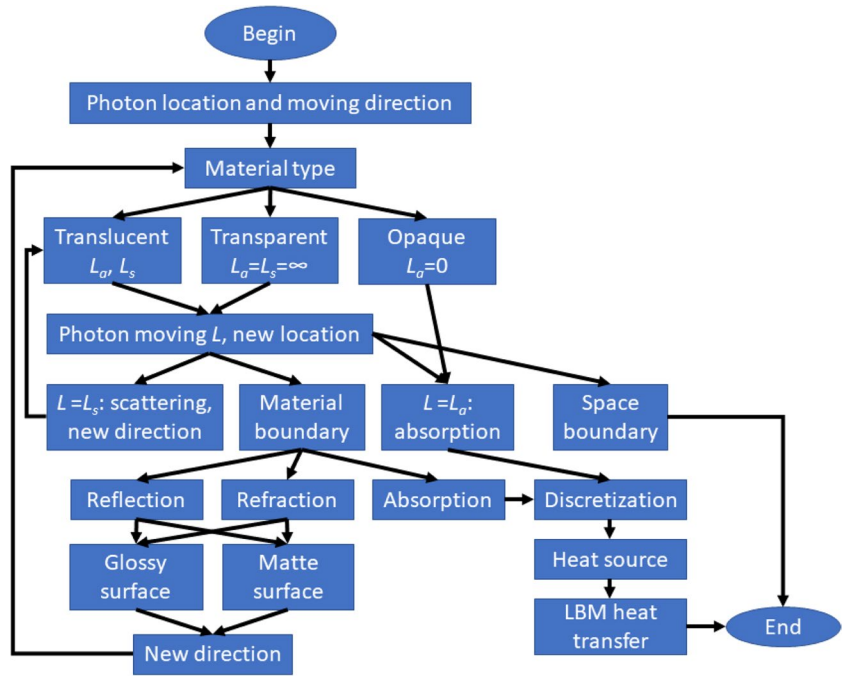 Begin
Photon location and moving direction
Material type
Translucent
Lₐ, Lₛ
Transparent
Lₐ=Lₛ=∞
Opaque
Lₐ=0
Photon moving L, new location
L =Lₛ: scattering,
new direction
Material
boundary
L=Lₐ:
absorption
Space
boundary
Reflection
Refraction
Absorption
Discretization
Glossy
surface
Matte
surface
Heat source
LBM heat
transfer
End
New direction